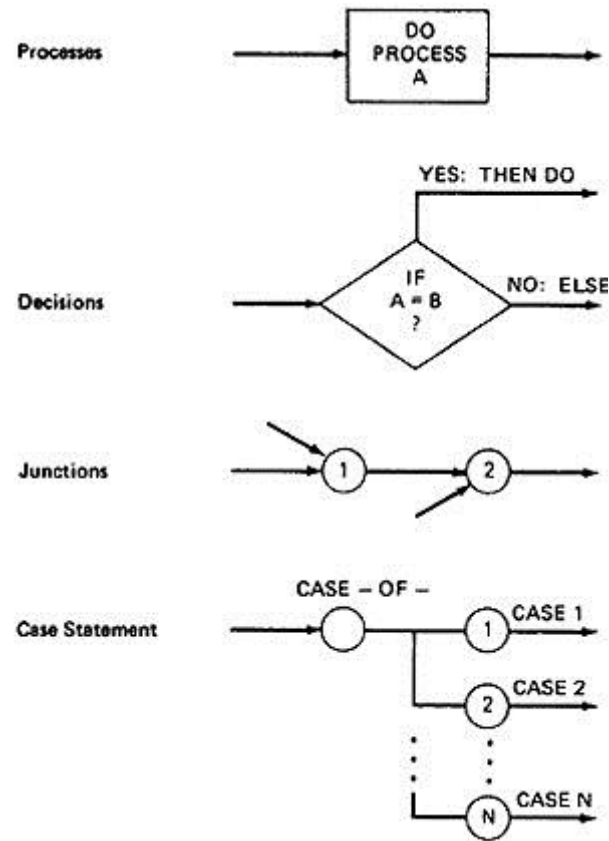 Processes
DO
PROCESS
A
YES: THEN DO
Decisions
IF
A = B
?
NO: ELSE
Junctions
1
2
CASE – OF –
Case Statement
1
CASE 1
2
CASE 2
N
CASE N